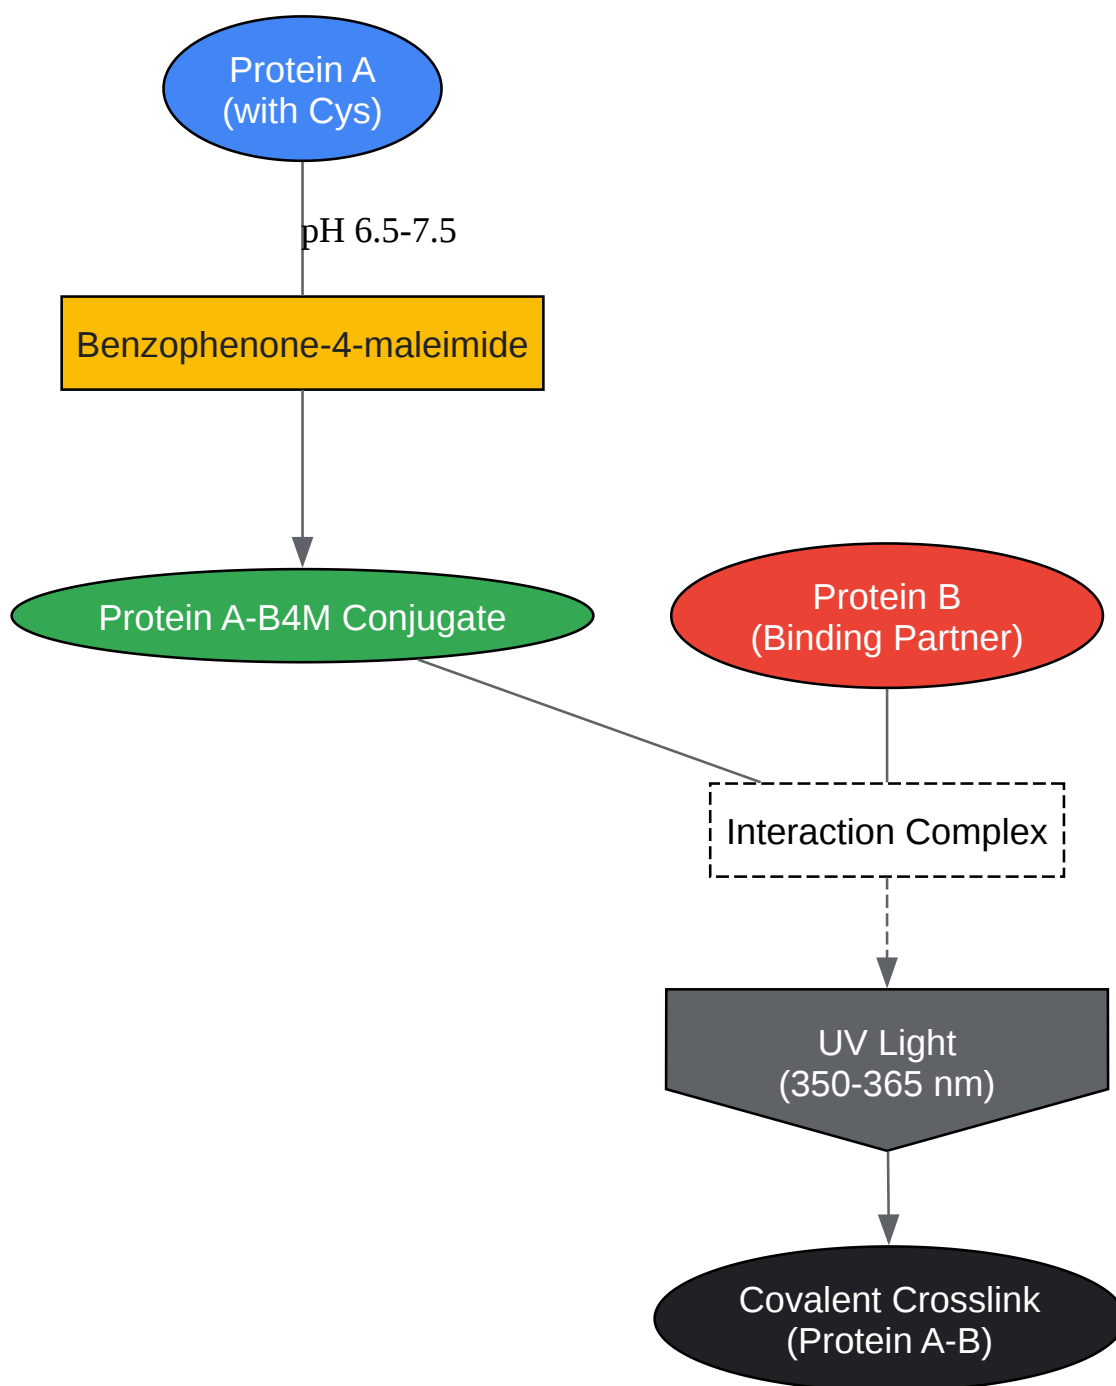 Protein A
(with Cys)
pH 6.5-7.5
Benzophenone-4-maleimide
Protein A-B4M Conjugate
Protein B
(Binding Partner)
Interaction Complex
UV Light
(350-365 nm)
Covalent Crosslink
(Protein A-B)